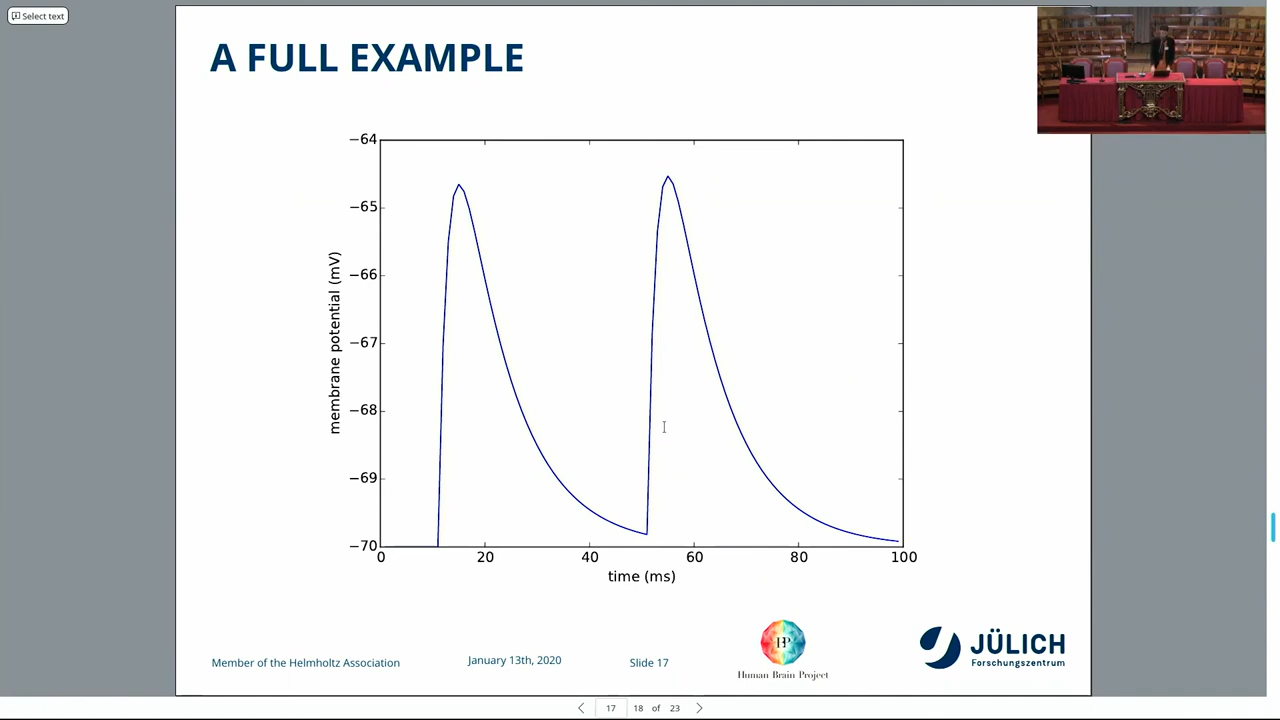 Select text
A FULL EXAMPLE
−64
−65
−66
−67
−68
−69
−70
membrane potential (mV)
0 20 40 60 80 100
time (ms)
Member of the Helmholtz Association
January 13th, 2020
Slide 17
HBP
Human Brain Project
JÜLICH
Forschungszentrum
17 18 of 23